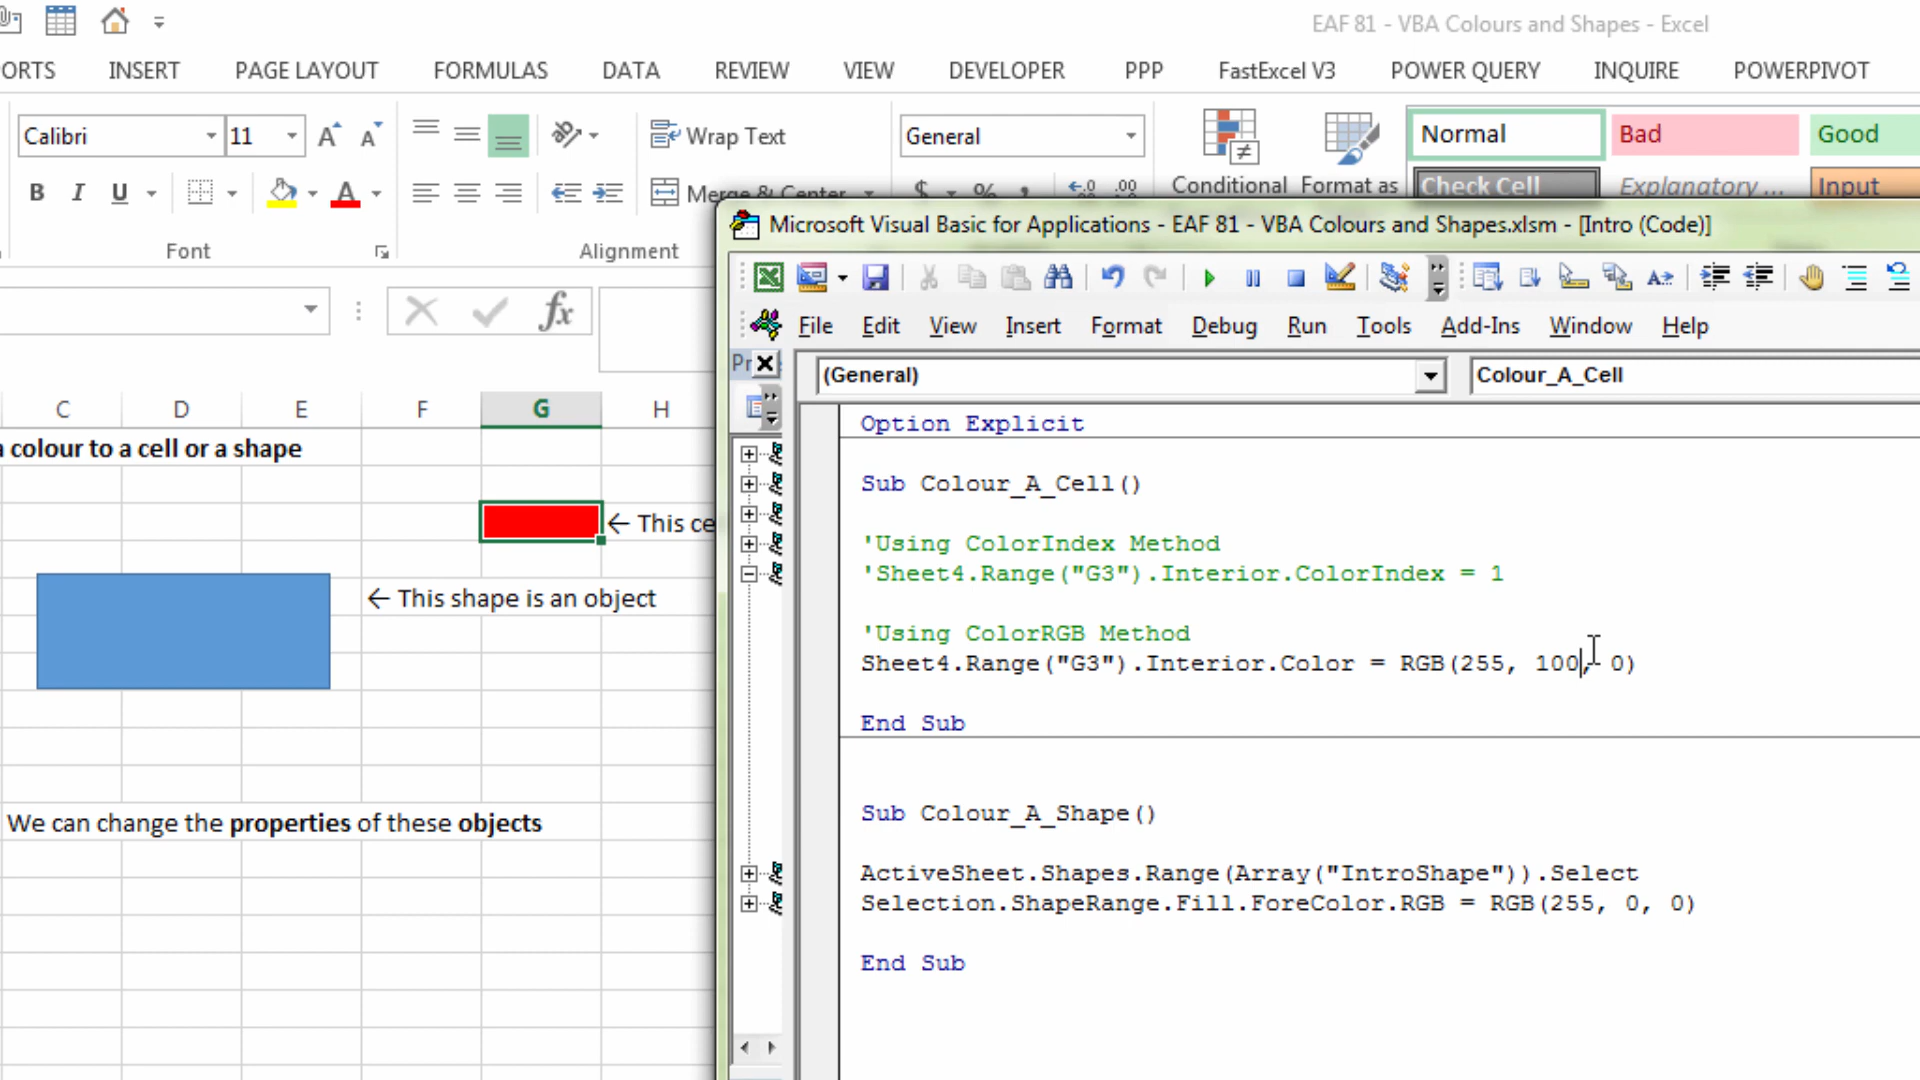 EAF 81 - VBA Colours and Shapes - Excel
ORTS INSERT PAGE LAYOUT FORMULAS DATA REVIEW VIEW DEVELOPER PPP FastExcel V3 POWER QUERY INQUIRE POWERPIVOT
Calibri 11 A A Wrap Text General Normal Bad Good
B I U A Merge & Center $ % , .0 .00 Conditional Format as Check Cell Explanatory ... Input
Font Alignment
Microsoft Visual Basic for Applications - EAF 81 - VBA Colours and Shapes.xlsm - [Intro (Code)]
fx
File Edit View Insert Format Debug Run Tools Add-Ins Window Help
Pr
(General) Colour_A_Cell
C D E F G H
a colour to a cell or a shape
← This ce
← This shape is an object
We can change the properties of these objects
Option Explicit
Sub Colour_A_Cell()
'Using ColorIndex Method
'Sheet4.Range("G3").Interior.ColorIndex = 1
'Using ColorRGB Method
Sheet4.Range("G3").Interior.Color = RGB(255, 100, 0)
End Sub
Sub Colour_A_Shape()
ActiveSheet.Shapes.Range(Array("IntroShape")).Select
Selection.ShapeRange.Fill.ForeColor.RGB = RGB(255, 0, 0)
End Sub